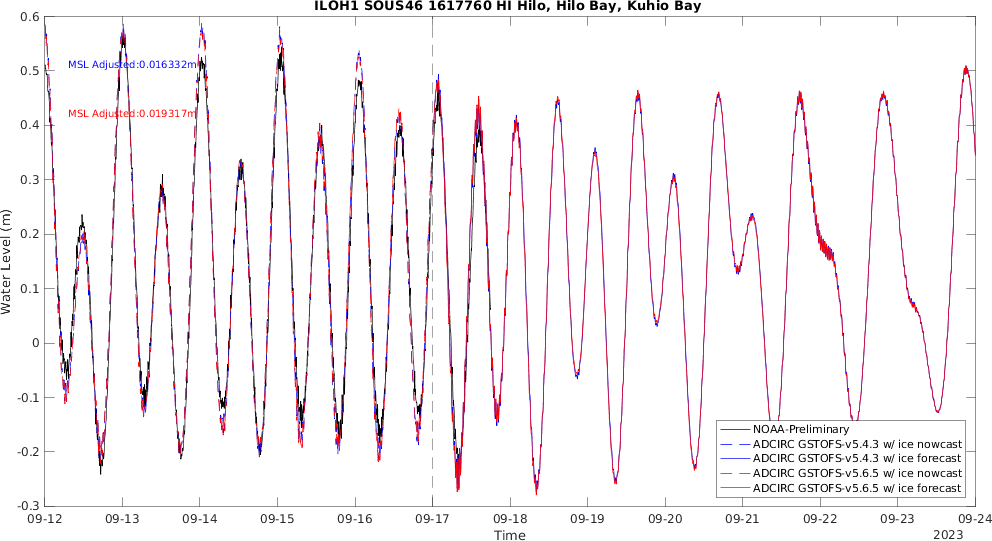 ILOH1 SOUS46 1617760 HI Hilo, Hilo Bay, Kuhio Bay
0.6
0.5
0.4
0.3
0.2
0.1
0
-0.1
-0.2
-0.3
Water Level (m)
MSL Adjusted:0.016332m
MSL Adjusted:0.019317m
NOAA-Preliminary
ADCIRC GSTOFS-v5.4.3 w/ ice nowcast
ADCIRC GSTOFS-v5.4.3 w/ ice forecast
ADCIRC GSTOFS-v5.6.5 w/ ice nowcast
ADCIRC GSTOFS-v5.6.5 w/ ice forecast
09-12 09-13 09-14 09-15 09-16 09-17 09-18 09-19 09-20 09-21 09-22 09-23 09-24
Time
2023